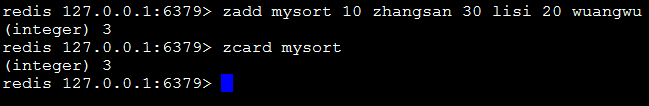 redis 127.0.0.1:6379> zadd mysort 10 zhangsan 30 lisi 20 wuangwu
(integer) 3
redis 127.0.0.1:6379> zcard mysort
(integer) 3
redis 127.0.0.1:6379>